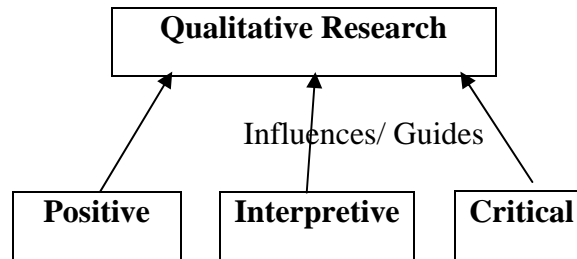 Qualitative Research
Influences/ Guides
Positive Interpretive Critical